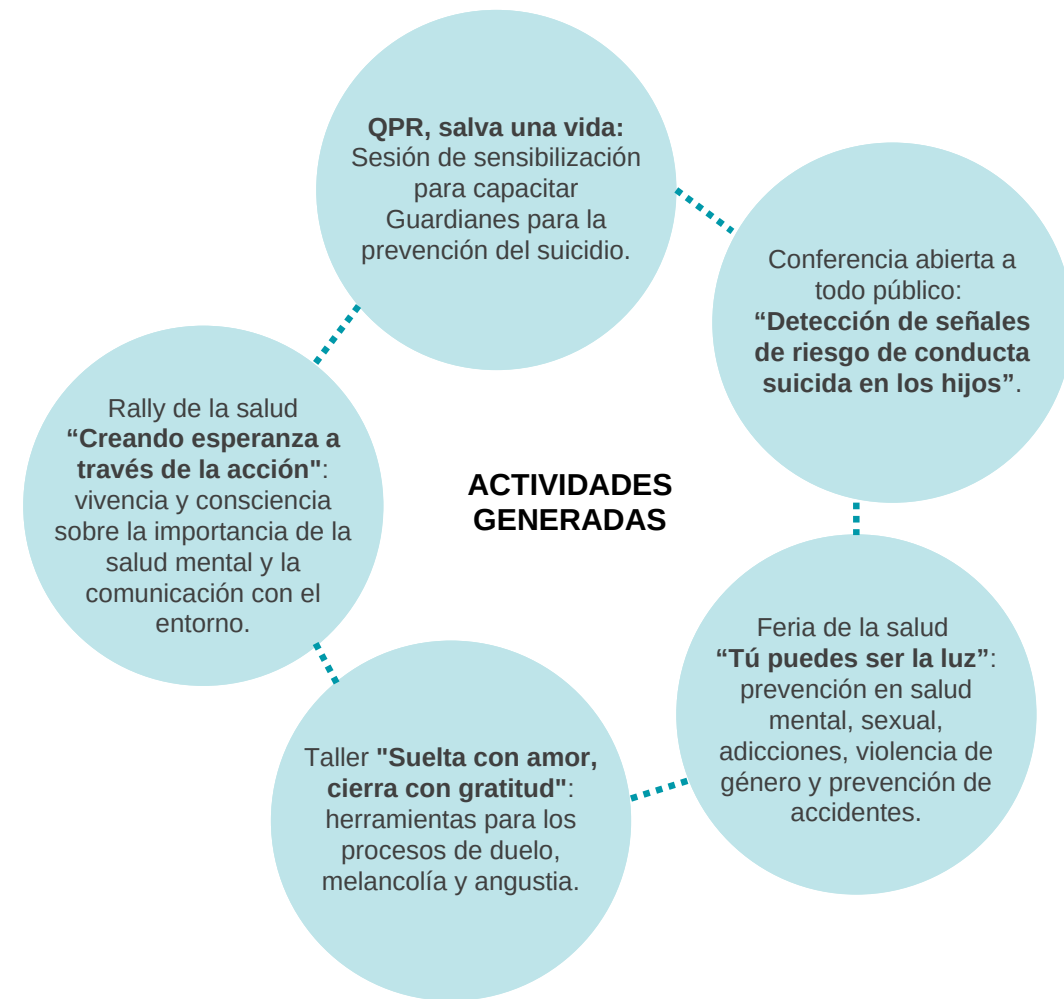 QPR, salva una vida:
Sesión de sensibilización
para capacitar
Guardianes para la
prevención del suicidio.
Conferencia abierta a
todo público:
“Detección de señales
de riesgo de conducta
suicida en los hijos”.
Rally de la salud
“Creando esperanza a
través de la acción":
vivencia y consciencia
sobre la importancia de la
salud mental y la
comunicación con el
entorno.
ACTIVIDADES
GENERADAS
Feria de la salud
“Tú puedes ser la luz”:
prevención en salud
mental, sexual,
adicciones, violencia de
género y prevención de
accidentes.
Taller "Suelta con amor,
cierra con gratitud":
herramientas para los
procesos de duelo,
melancolía y angustia.